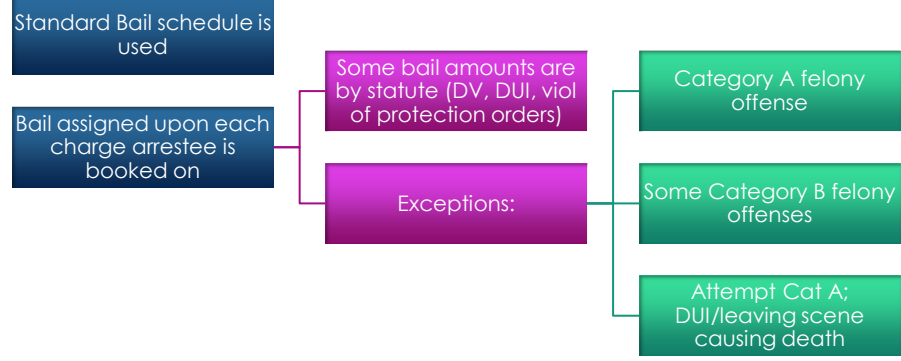 Standard Bail schedule is
used
Bail assigned upon each
charge arrestee is
booked on
Some bail amounts are
by statute (DV, DUI, viol
of protection orders)
Exceptions:
Category A felony
offense
Some Category B felony
offenses
Attempt Cat A;
DUI/leaving scene
causing death